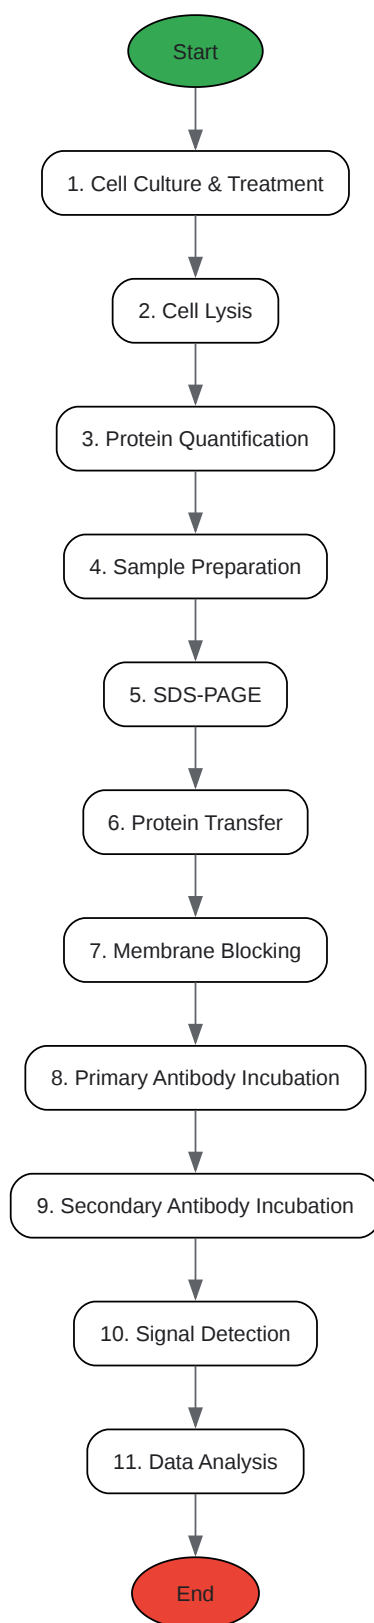 Start
1. Cell Culture & Treatment
2. Cell Lysis
3. Protein Quantification
4. Sample Preparation
5. SDS-PAGE
6. Protein Transfer
7. Membrane Blocking
8. Primary Antibody Incubation
9. Secondary Antibody Incubation
10. Signal Detection
11. Data Analysis
End